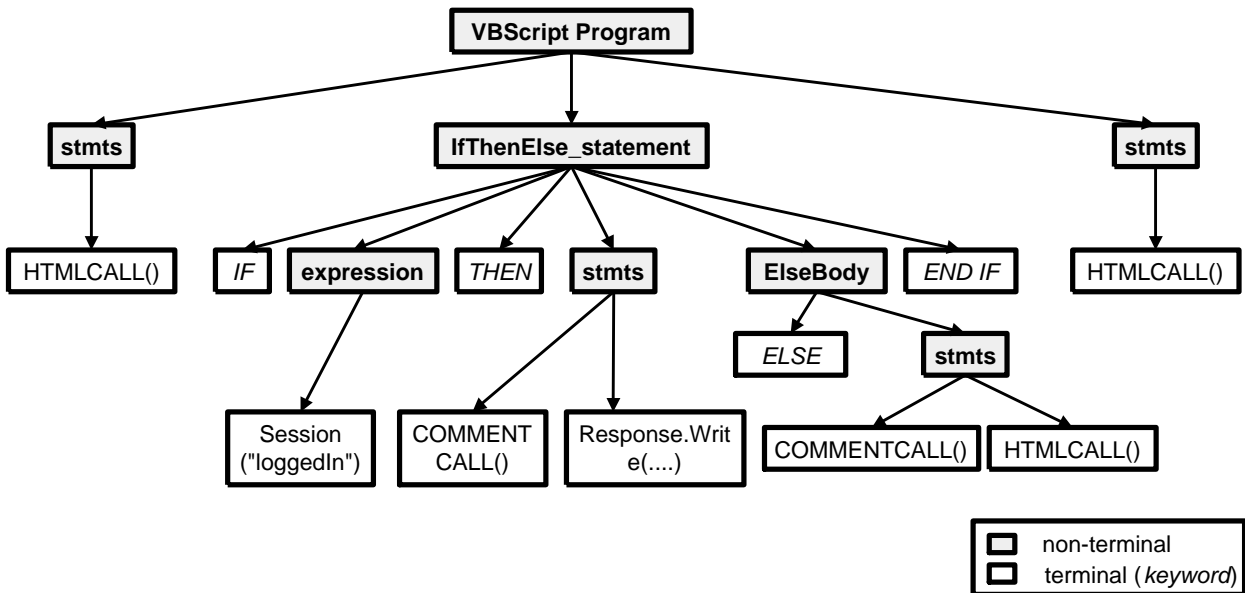 VBScript Program
stmts
IfThenElse_statement
stmts
HTMLCALL()
IF
expression
THEN
stmts
ElseBody
END IF
HTMLCALL()
ELSE
stmts
Session
("loggedIn")
COMMENT
CALL()
Response.Writ
e(....)
COMMENTCALL()
HTMLCALL()
non-terminal
terminal (keyword)